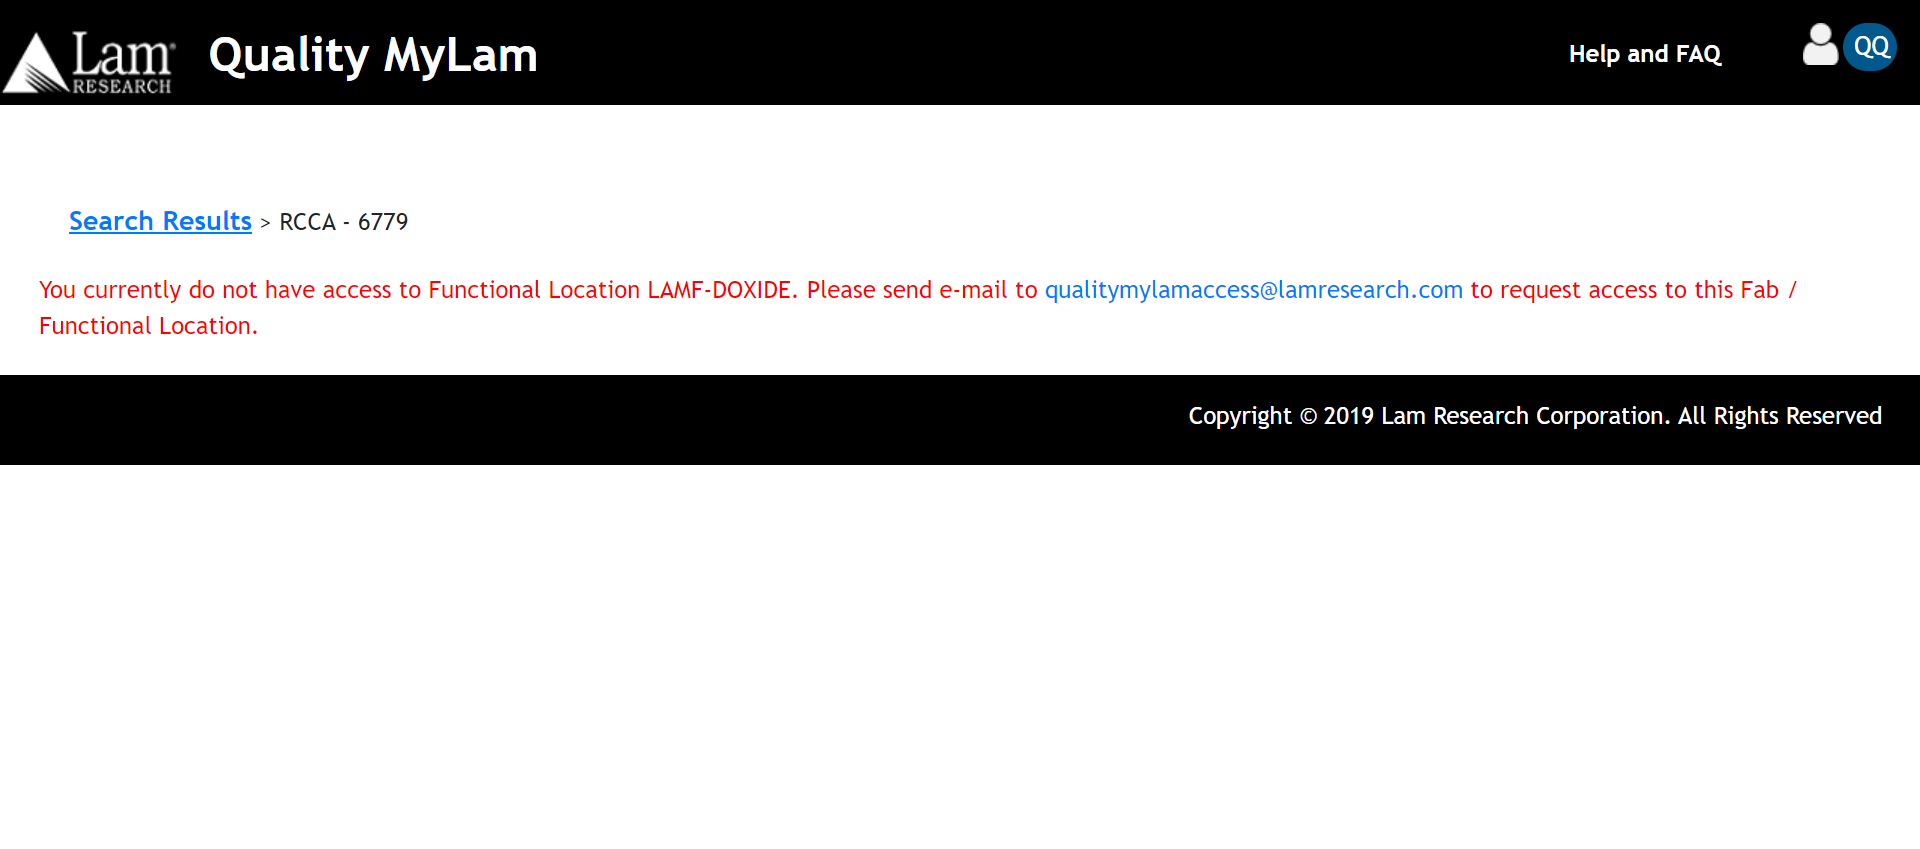 Lam®
RESEARCH
Quality MyLam
Help and FAQ
QQ
Search Results > RCCA - 6779
You currently do not have access to Functional Location LAMF-DOXIDE. Please send e-mail to qualitymylamaccess@lamresearch.com to request access to this Fab /
Functional Location.
Copyright © 2019 Lam Research Corporation. All Rights Reserved